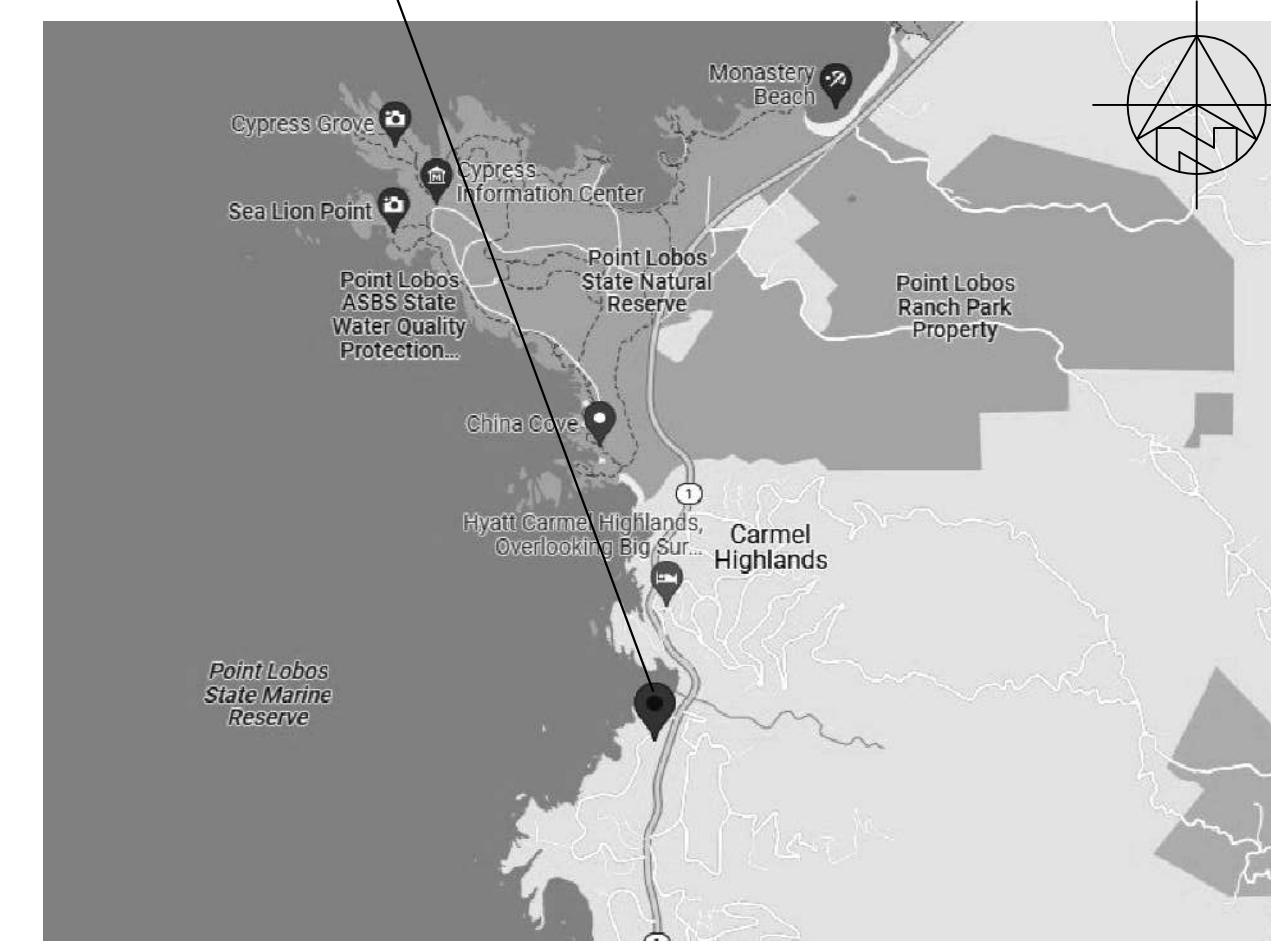 Monastery
Beach
Cypress Grove
Cypress
Information Center
Sea Lion Point
Point Lobos
State Natural
Reserve
Point Lobos
ASBS State
Water Quality
Protection...
Point Lobos
Ranch Park
Property
China Cove
1
Hyatt Carmel Highlands,
Overlooking Big Sur...
Carmel
Highlands
Point Lobos
State Marine
Reserve
N
1